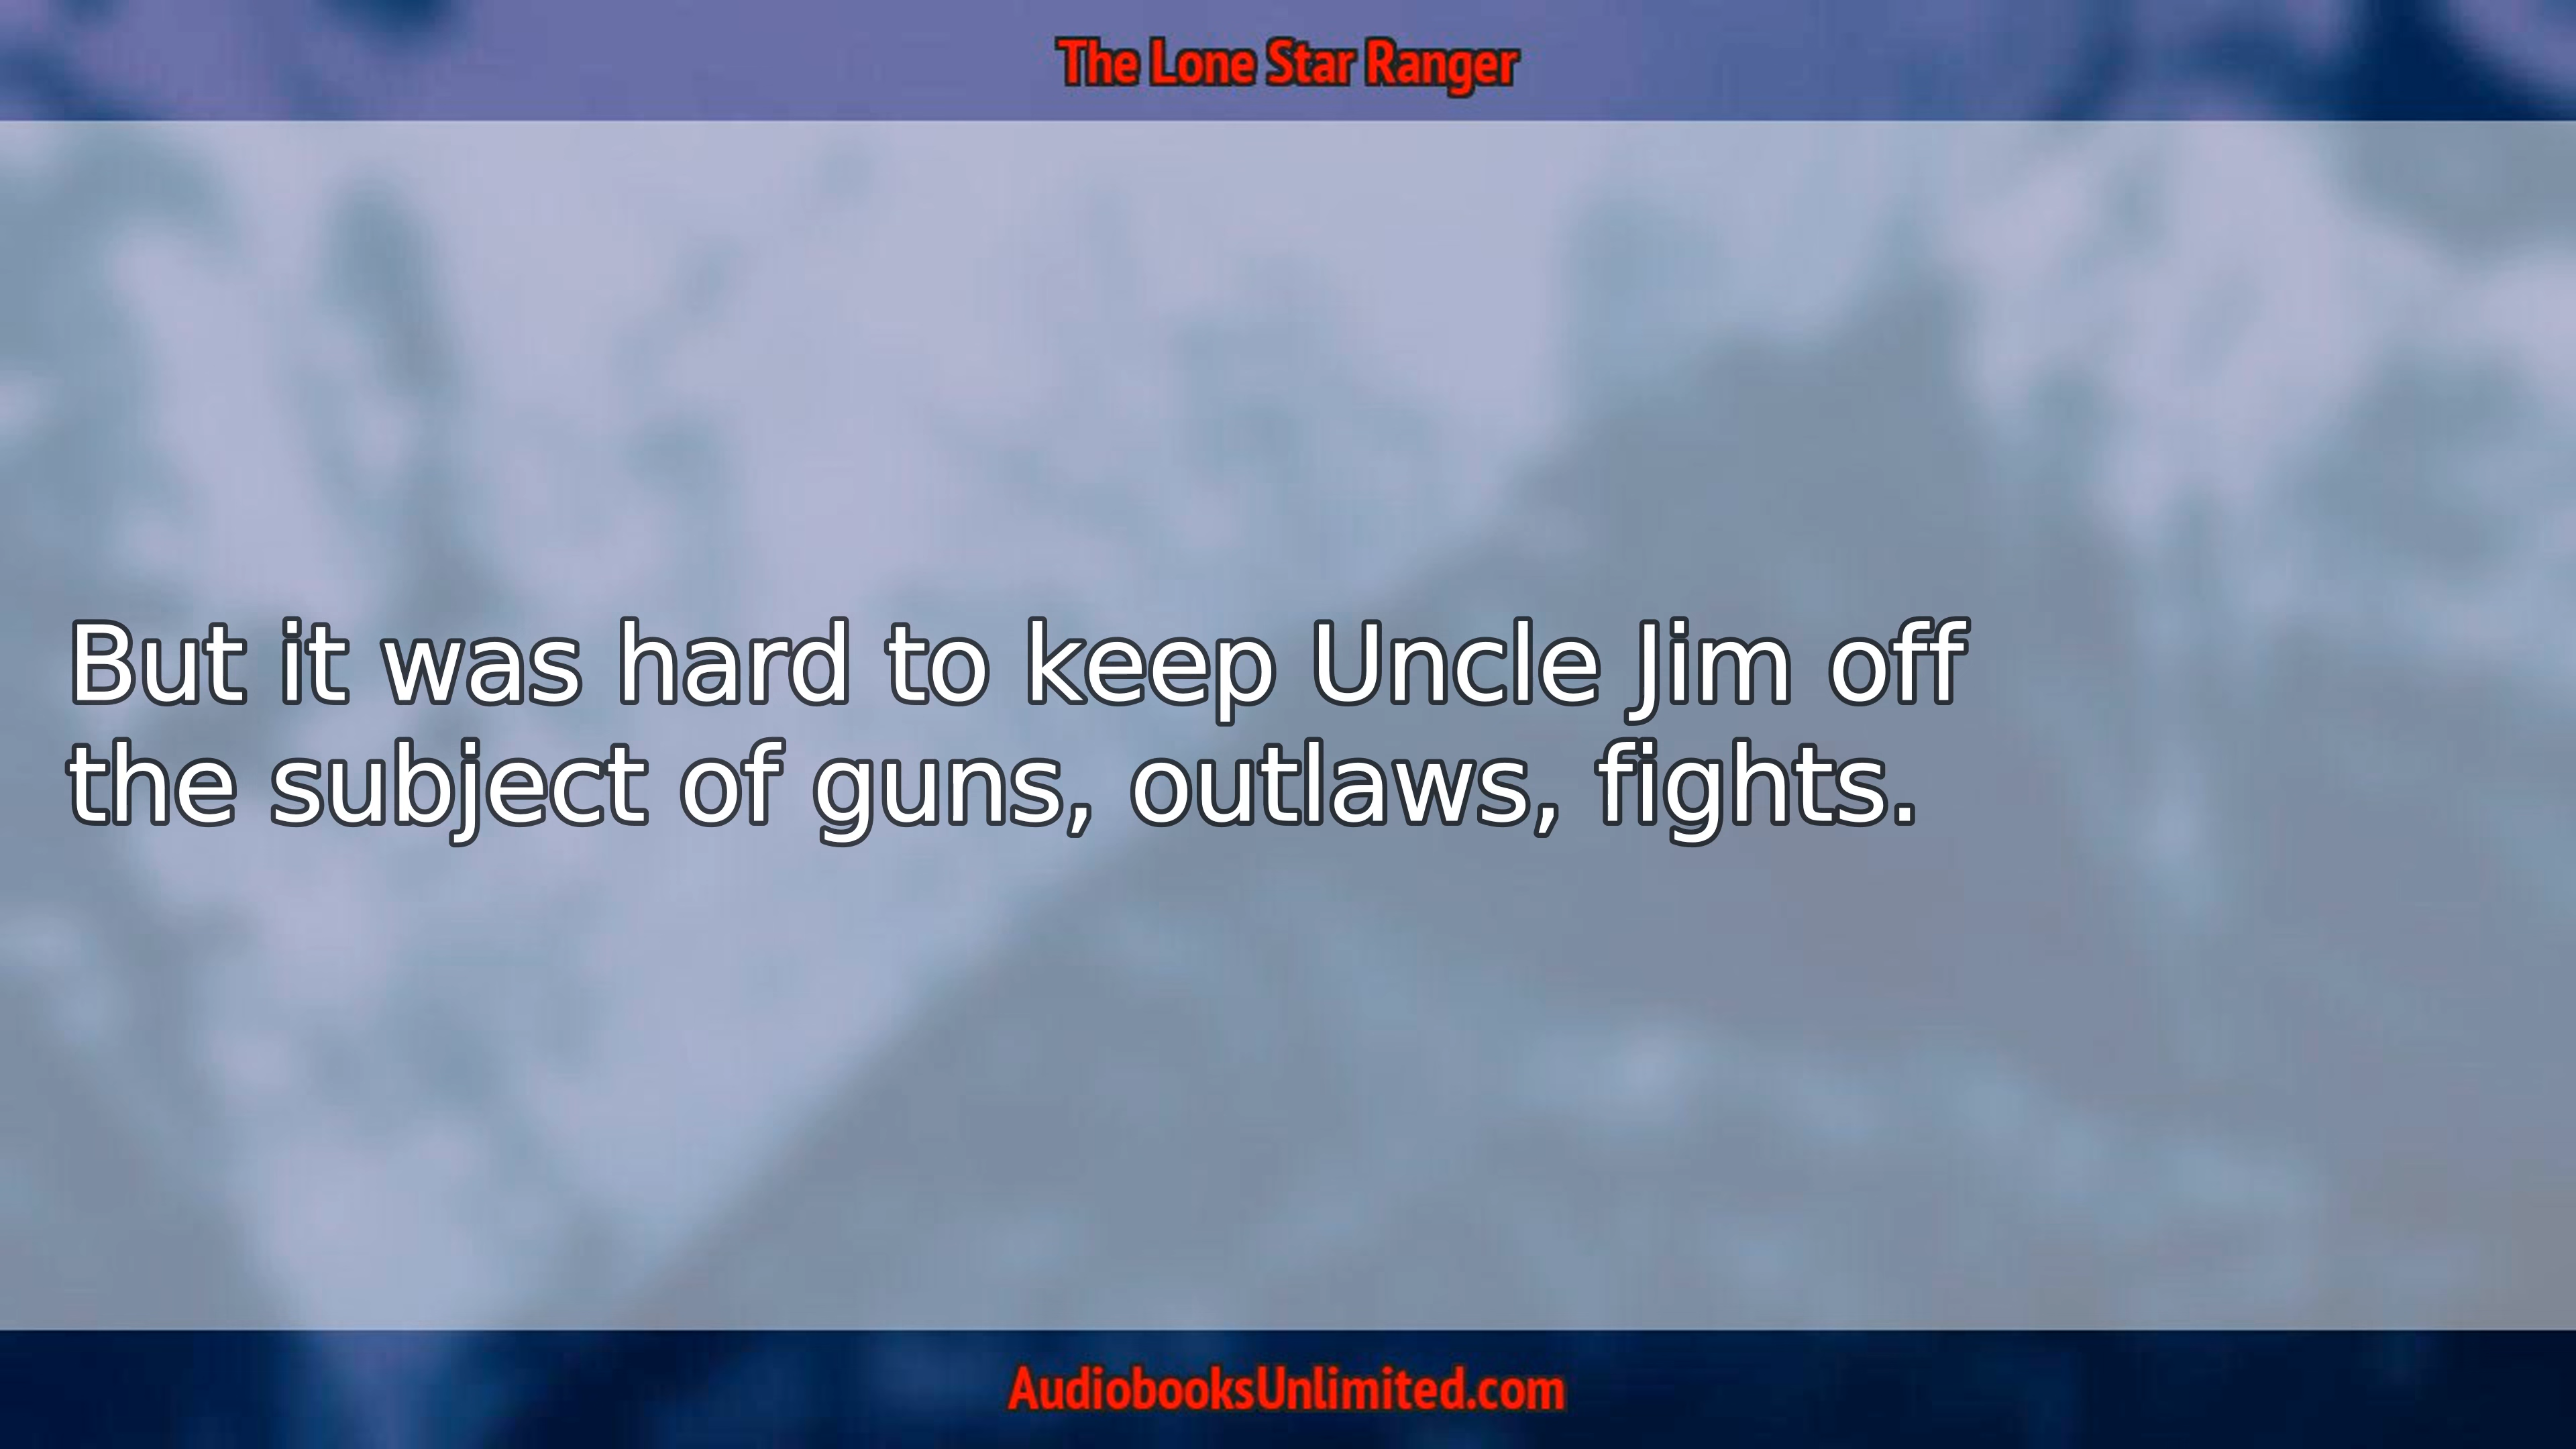 The Lone Star Ranger
But it was hard to keep Uncle Jim off
the subject of guns, outlaws, fights.
AudiobooksUnlimited.com